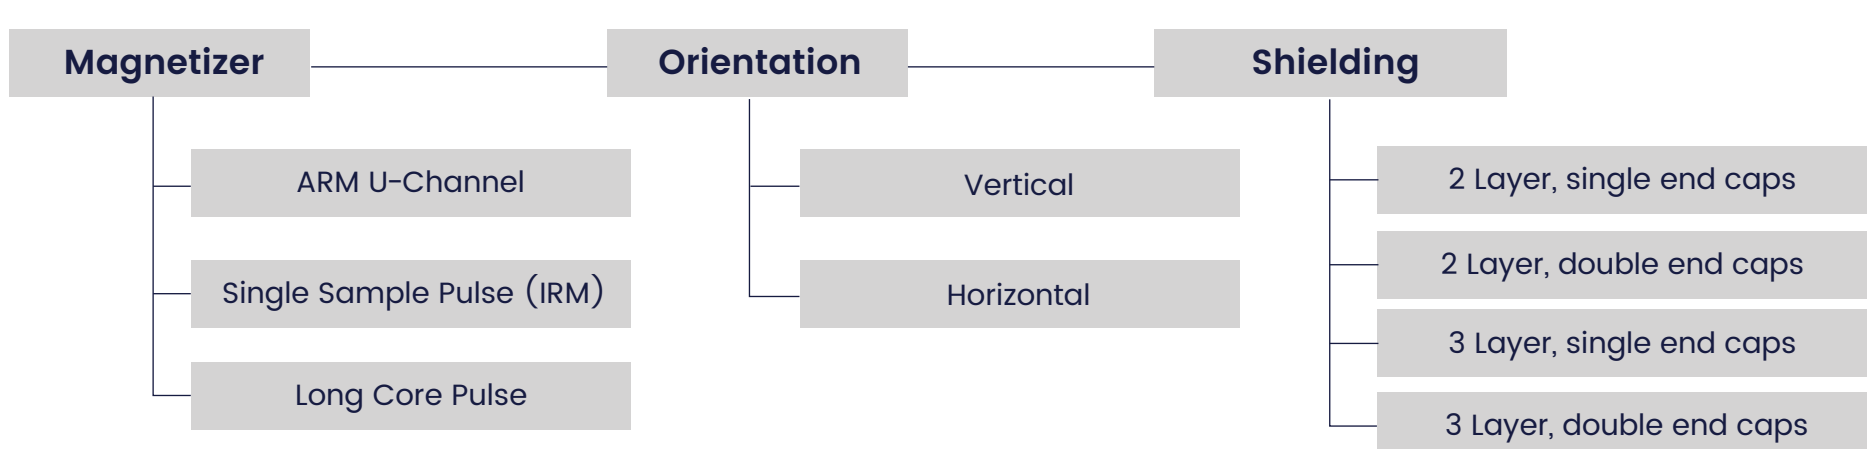 Magnetizer
Orientation
Shielding
ARM U-Channel
Single Sample Pulse (IRM)
Long Core Pulse
Vertical
Horizontal
2 Layer, single end caps
2 Layer, double end caps
3 Layer, single end caps
3 Layer, double end caps